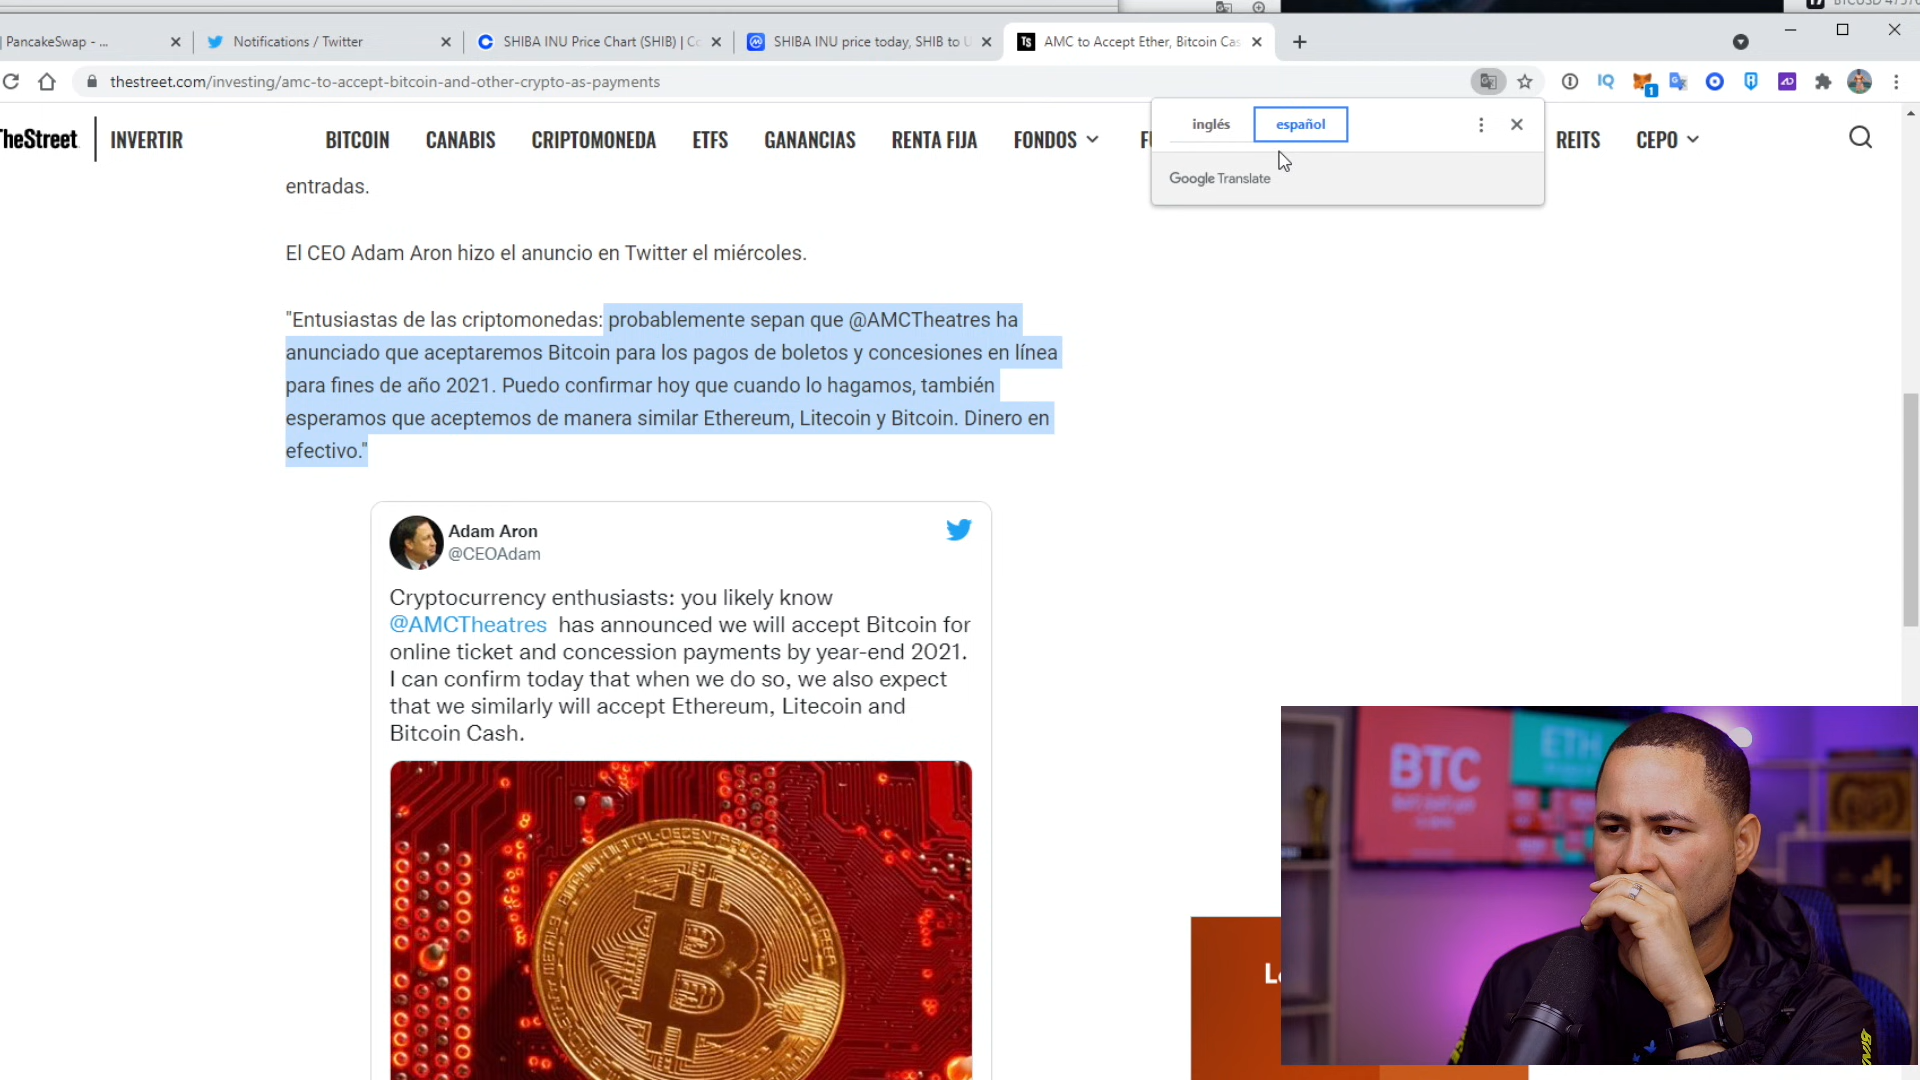 PancakeSwap - ...
Notifications / Twitter
SHIBA INU Price Chart (SHIB) | Co
SHIBA INU price today, SHIB to U
AMC to Accept Ether, Bitcoin Cas
thestreet.com/investing/amc-to-accept-bitcoin-and-other-crypto-as-payments
inglés
español
Google Translate
TheStreet
INVERTIR
BITCOIN
CANABIS
CRIPTOMONEDA
ETFS
GANANCIAS
RENTA FIJA
FONDOS
REITS
CEPO
entradas.
El CEO Adam Aron hizo el anuncio en Twitter el miércoles.
"Entusiastas de las criptomonedas: probablemente sepan que @AMCTheatres ha
anunciado que aceptaremos Bitcoin para los pagos de boletos y concesiones en línea
para fines de año 2021. Puedo confirmar hoy que cuando lo hagamos, también
esperamos que aceptemos de manera similar Ethereum, Litecoin y Bitcoin. Dinero en
efectivo."
Adam Aron
@CEOAdam
Cryptocurrency enthusiasts: you likely know
@AMCTheatres has announced we will accept Bitcoin for
online ticket and concession payments by year-end 2021.
I can confirm today that when we do so, we also expect
that we similarly will accept Ethereum, Litecoin and
Bitcoin Cash.
BTC
ETH